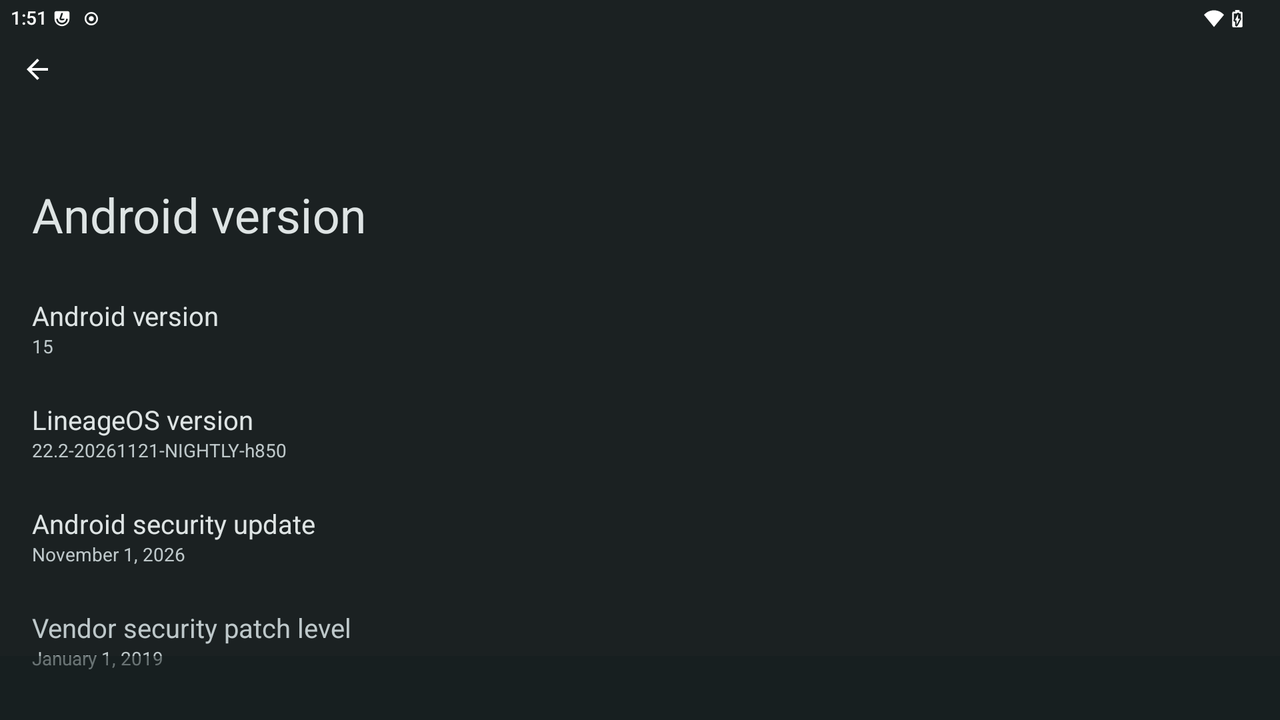 1:51
Android version
Android version
15
LineageOS version
22.2-20261121-NIGHTLY-h850
Android security update
November 1, 2026
Vendor security patch level
January 1, 2019